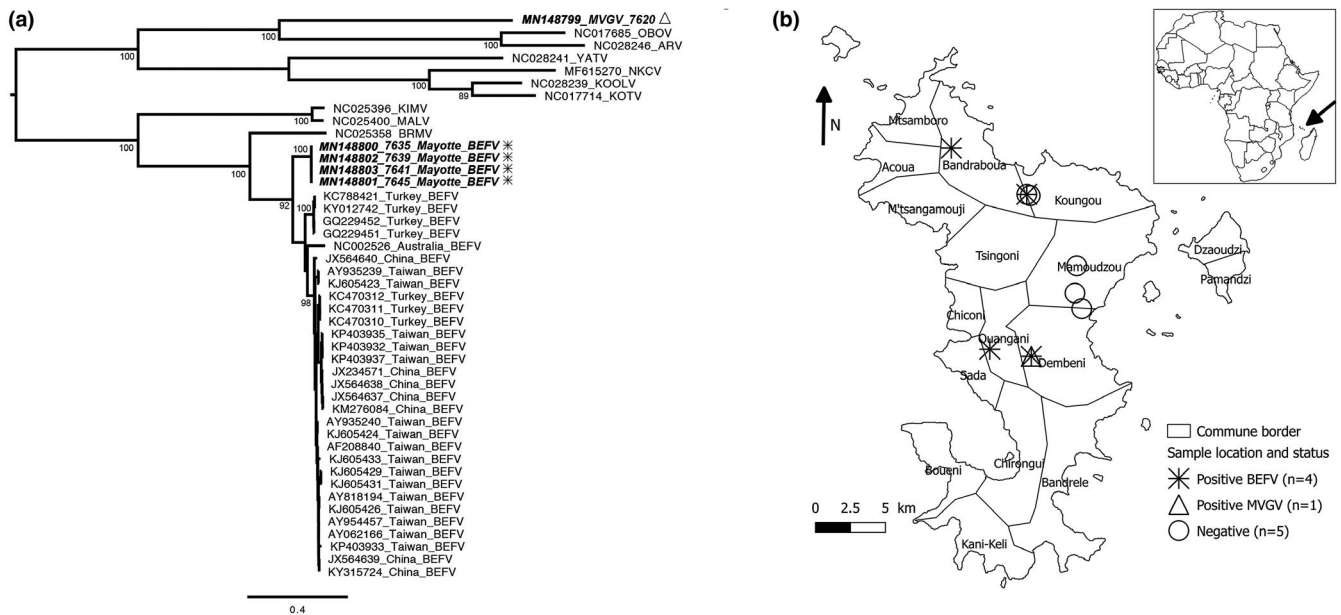 (a)
MN148799_MVGV_7620 △
100
NC017685_OBOV
100
NC028246_ARV
100
NC028241_YATV
MF615270_NKCV
100
NC028239_KOOLV
89
NC017714_KOTV
NC025396_KIMV
100
NC025400_MALV
100
NC025358_BRMV
100
100
MN148800_7635_Mayotte_BEFV
MN148802_7639_Mayotte_BEFV
MN148803_7641_Mayotte_BEFV
MN148801_7645_Mayotte_BEFV
92
KC788421_Turkey_BEFV
100
KY012742_Turkey_BEFV
GQ229452_Turkey_BEFV
GQ229451_Turkey_BEFV
NC002526_Australia_BEFV
JX564640_China_BEFV
AY935239_Taiwan_BEFV
KJ605423_Taiwan_BEFV
98
KC470312_Turkey_BEFV
KC470311_Turkey_BEFV
KC470310_Turkey_BEFV
KP403935_Taiwan_BEFV
KP403932_Taiwan_BEFV
KP403937_Taiwan_BEFV
JX234571_China_BEFV
JX564638_China_BEFV
JX564637_China_BEFV
KM276084_China_BEFV
AY935240_Taiwan_BEFV
KJ605424_Taiwan_BEFV
AF208840_Taiwan_BEFV
KJ605433_Taiwan_BEFV
KJ605429_Taiwan_BEFV
KJ605431_Taiwan_BEFV
AY818194_Taiwan_BEFV
KJ605426_Taiwan_BEFV
AY954457_Taiwan_BEFV
AY062166_Taiwan_BEFV
KP403933_Taiwan_BEFV
JX564639_China_BEFV
KY315724_China_BEFV
0.4
(b)
N
Mtsamboro
Acoua
Bandraboua
M'tsangamouji
Koungou
Tsingoni
Mamoudzou
Dzaoudzi
Pamandzi
Chiconi
Ouangani
Sada
Dembeni
Chirongui
Boueni
Bandrele
Kani-Keli
0 2.5 5 km
Commune border
Sample location and status
Positive BEFV (n=4)
Positive MVGV (n=1)
Negative (n=5)